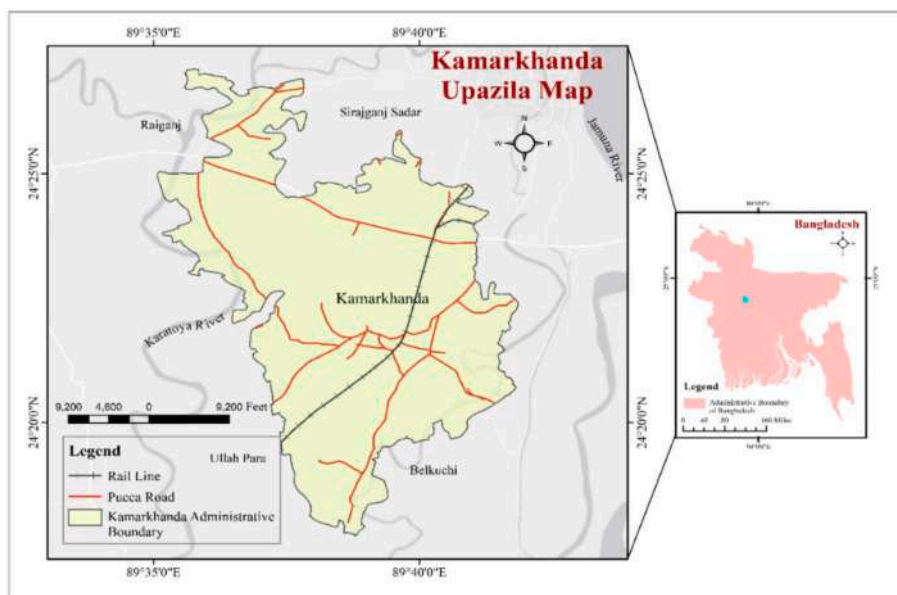 89°35'0"E
89°40'0"E
Kamarkhanda
Upazila Map
Raiganj
Sirajganj Sadar
N
W
E
S
Jamuna River
24°25'0"N
24°25'0"N
Kamarkhanda
Karatoya River
9,200 4,600 0 9,200 Feet
24°20'0"N
24°20'0"N
Ullah Para
Belkuchi
Legend
Rail Line
Pucca Road
Kamarkhanda Administrative
Boundary
89°35'0"E
89°40'0"E
Bangladesh
Legend
Administrative Boundary
of Bangladesh